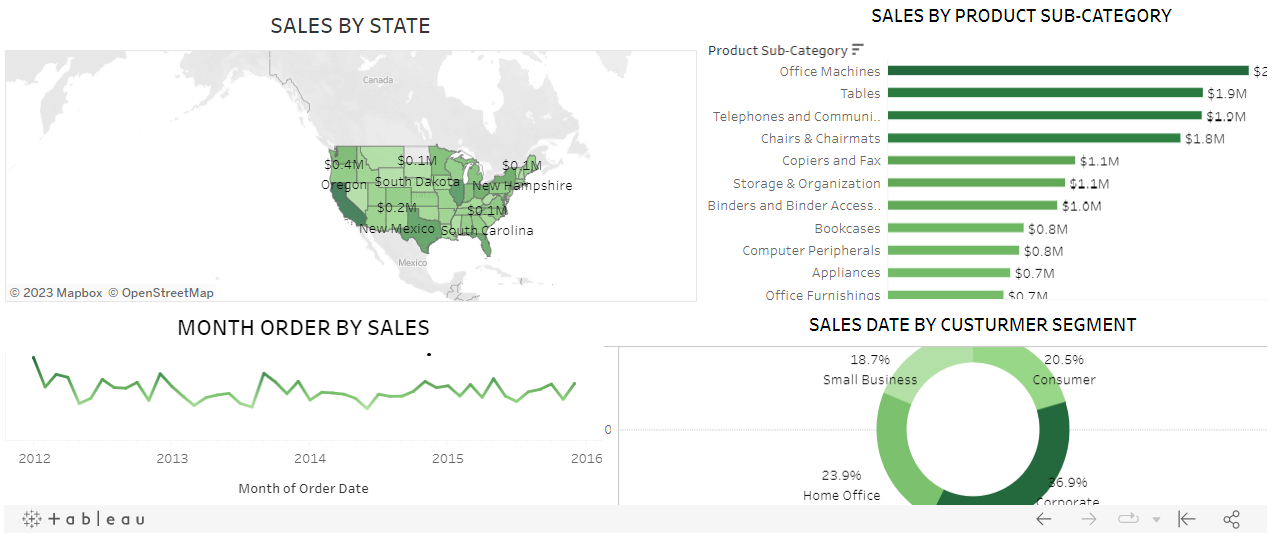 SALES BY STATE
Canada
$0.4M
$0.1M
$0.1M
Oregon
South Dakota
New Hampshire
$0.2M
$0.1M
New Mexico
South Carolina
Mexico
© 2023 Mapbox © OpenStreetMap
SALES BY PRODUCT SUB-CATEGORY
Product Sub-Category
Office Machines $2
Tables $1.9M
Telephones and Communi.. $1.9M
Chairs & Chairmats $1.8M
Copiers and Fax $1.1M
Storage & Organization $1.1M
Binders and Binder Access.. $1.0M
Bookcases $0.8M
Computer Peripherals $0.8M
Appliances $0.7M
Office Furnishings $0.7M
MONTH ORDER BY SALES
2012 2013 2014 2015 2016
Month of Order Date
SALES DATE BY CUSTURMER SEGMENT
18.7%
Small Business
20.5%
Consumer
0
23.9%
Home Office
36.9%
Corporate
+ableau